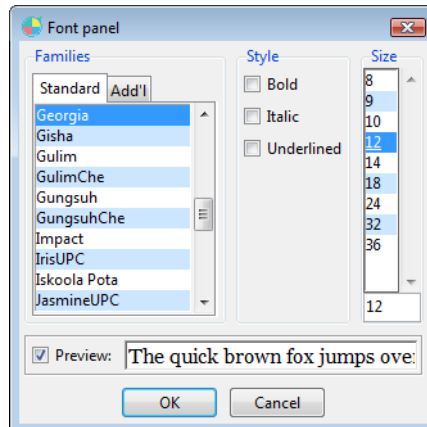 Font panel
Families
Standard
Add'l
Georgia
Gisha
Gulim
GulimChe
Gungsuh
GungsuhChe
Impact
IrisUPC
Iskoola Pota
JasmineUPC
Style
Bold
Italic
Underlined
Size
8
9
10
12
14
18
24
32
36
12
Preview:
The quick brown fox jumps ove
OK
Cancel